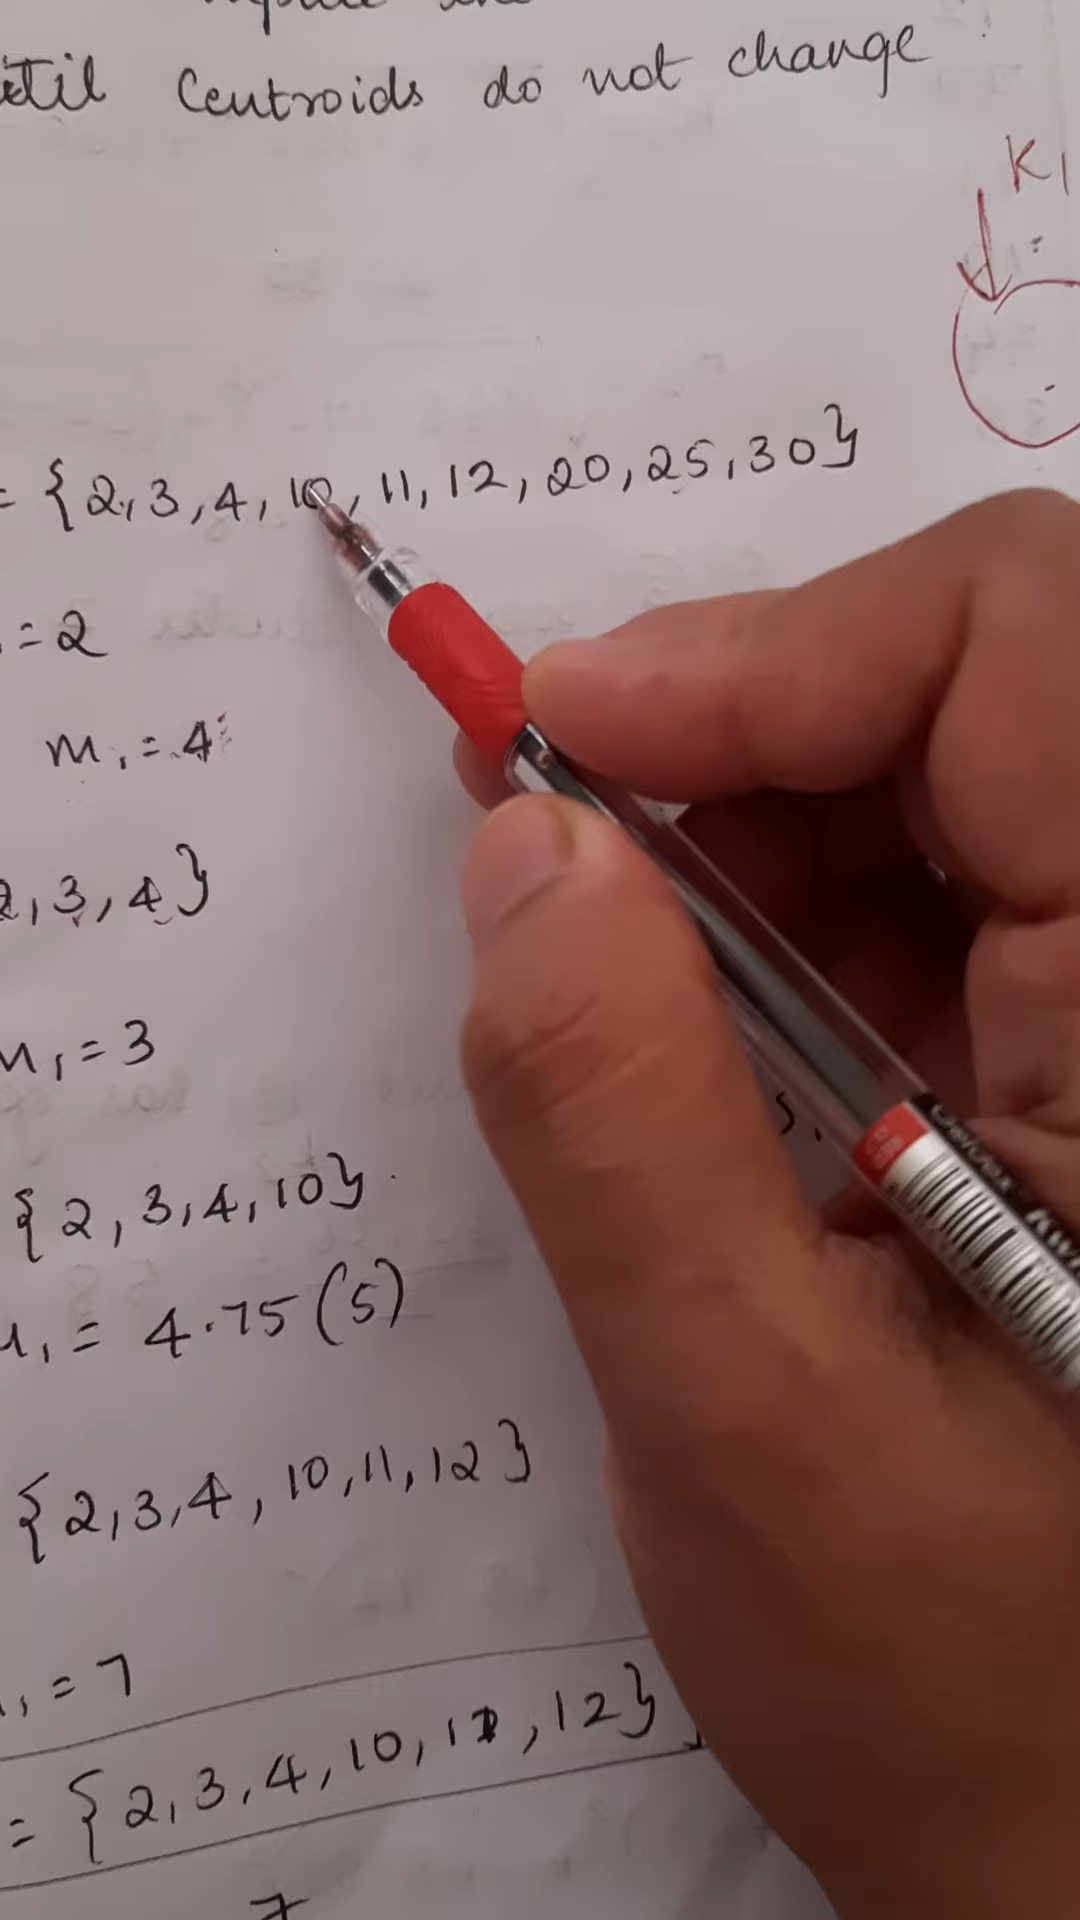 Centroids do not change
K1
= {2, 3, 4, 10, 11, 12, 20, 25, 30}
= 2
m1 = 4
2, 3, 4}
m1 = 3
{2, 3, 4, 10}
= 4.75 (5)
{2, 3, 4, 10, 11, 12}
= 7
= {2, 3, 4, 10, 11, 12}
7